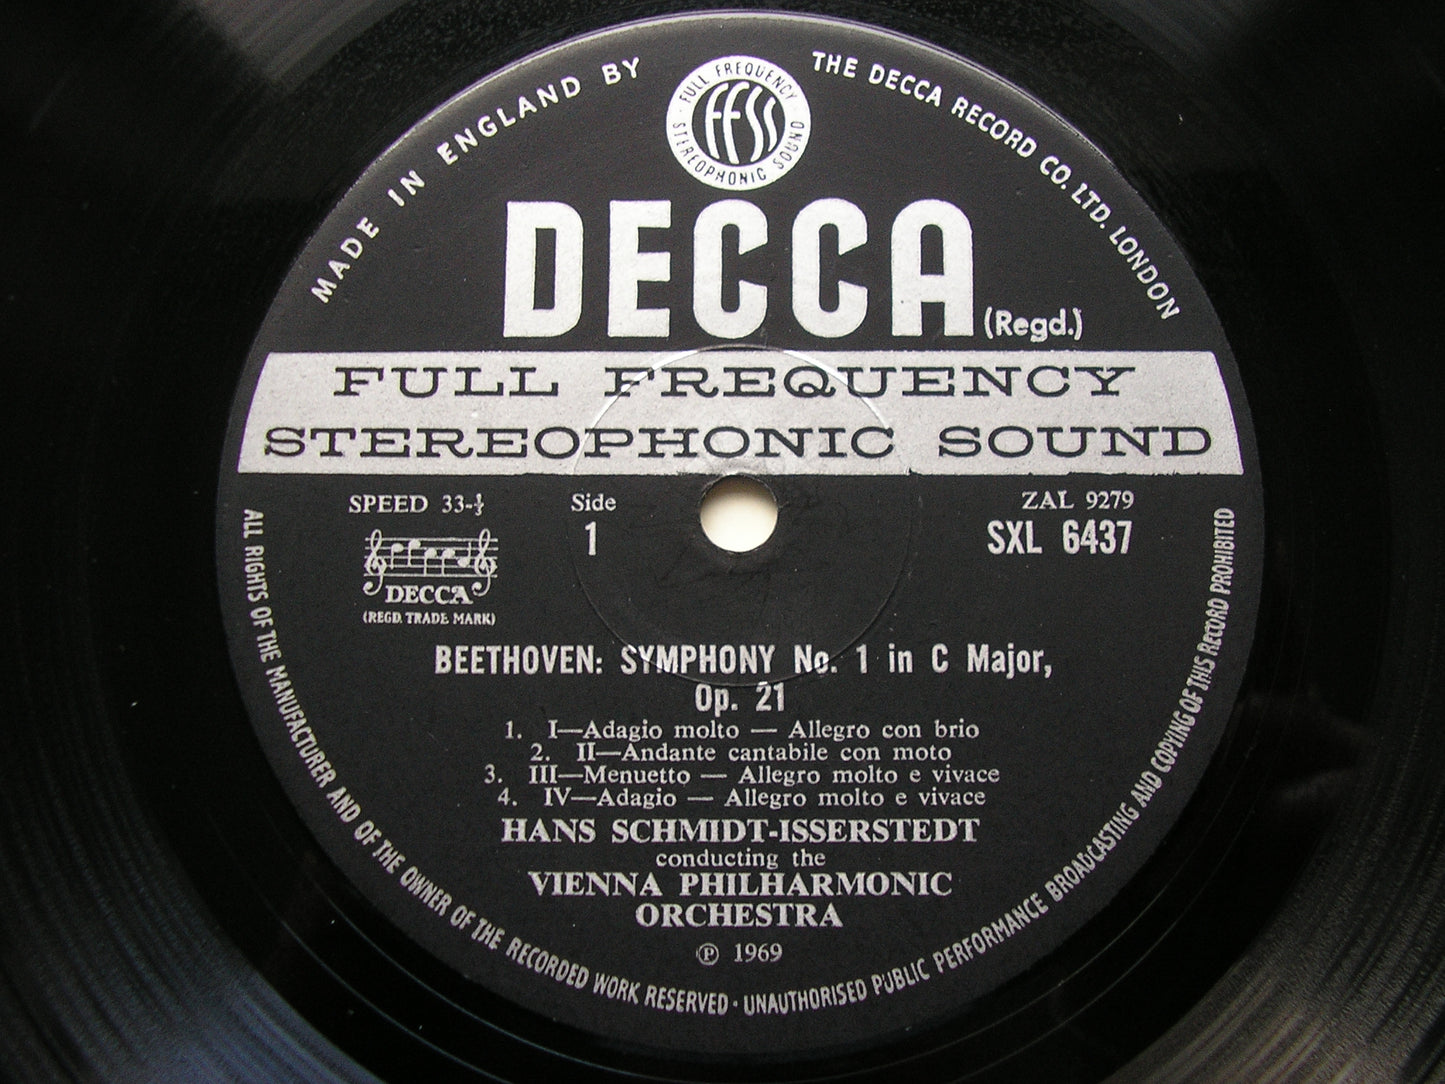 MADE IN ENGLAND BY
THE DECCA RECORD CO. LTD. LONDON
FULL FREQUENCY
FFSS
STEREOPHONIC SOUND
DECCA (Regd.)
FULL FREQUENCY
STEREOPHONIC SOUND
SPEED 33-⅓
Side
1
ZAL 9279
SXL 6437
DECCA
(REGD. TRADE MARK)
BEETHOVEN: SYMPHONY No. 1 in C Major,
Op. 21
1. I—Adagio molto — Allegro con brio
2. II—Andante cantabile con moto
3. III—Menuetto — Allegro molto e vivace
4. IV—Adagio — Allegro molto e vivace
HANS SCHMIDT-ISSERSTEDT
conducting the
VIENNA PHILHARMONIC
ORCHESTRA
℗ 1969
ALL RIGHTS OF THE MANUFACTURER AND OF THE OWNER OF THE RECORDED WORK RESERVED · UNAUTHORISED PUBLIC PERFORMANCE BROADCASTING AND COPYING OF THIS RECORD PROHIBITED